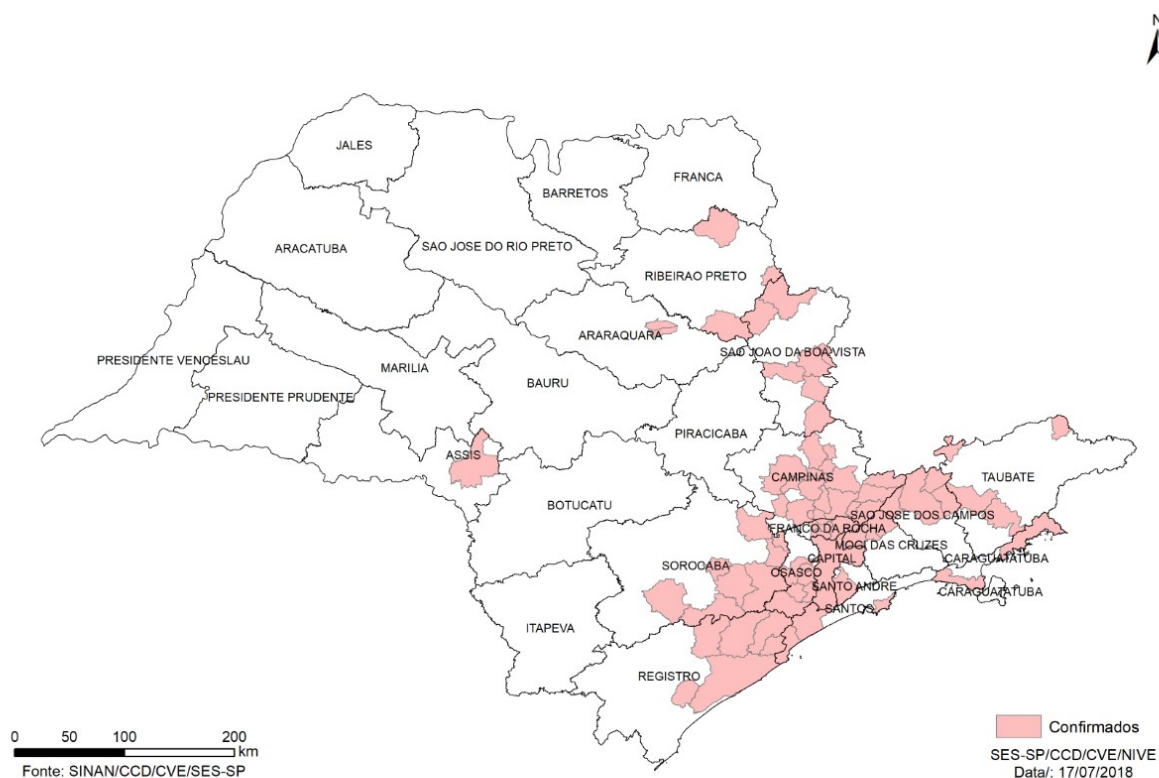 N
JALES
FRANCA
BARRETOS
ARACATUBA
SAO JOSE DO RIO PRETO
RIBEIRAO PRETO
ARARAQUARA
SAO JOAO DA BOA VISTA
PRESIDENTE VENCESLAU
MARILIA
BAURU
PRESIDENTE PRUDENTE
PIRACICABA
ASSIS
CAMPINAS
TAUBATE
BOTUCATU
SAO JOSE DOS CAMPOS
FRANCO DA ROCHA
MOGI DAS CRUZES
CAPITAL
CARAGUATATUBA
SOROCABA
OSASCO
SANTO ANDRE
CARAGUATATUBA
SANTOS
ITAPEVA
REGISTRO
0 50 100 200
km
Fonte: SINAN/CCD/CVE/SES-SP
Confirmados
SES-SP/CCD/CVE/NIVE
Data/: 17/07/2018